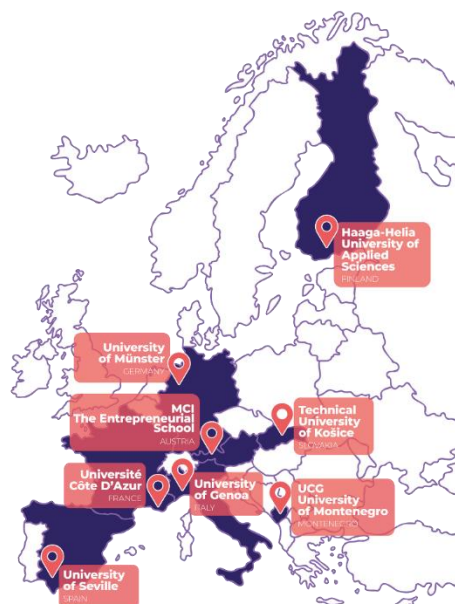 Haaga-Helia
University of
Applied
Sciences
FINLAND
University
of Münster
GERMANY
MCI
The Entrepreneurial
School
AUSTRIA
Technical
University
of Košice
SLOVAKIA
Université
Côte D'Azur
FRANCE
University
of Genoa
ITALY
UCG
University
of Montenegro
MONTENEGRO
University
of Seville
SPAIN